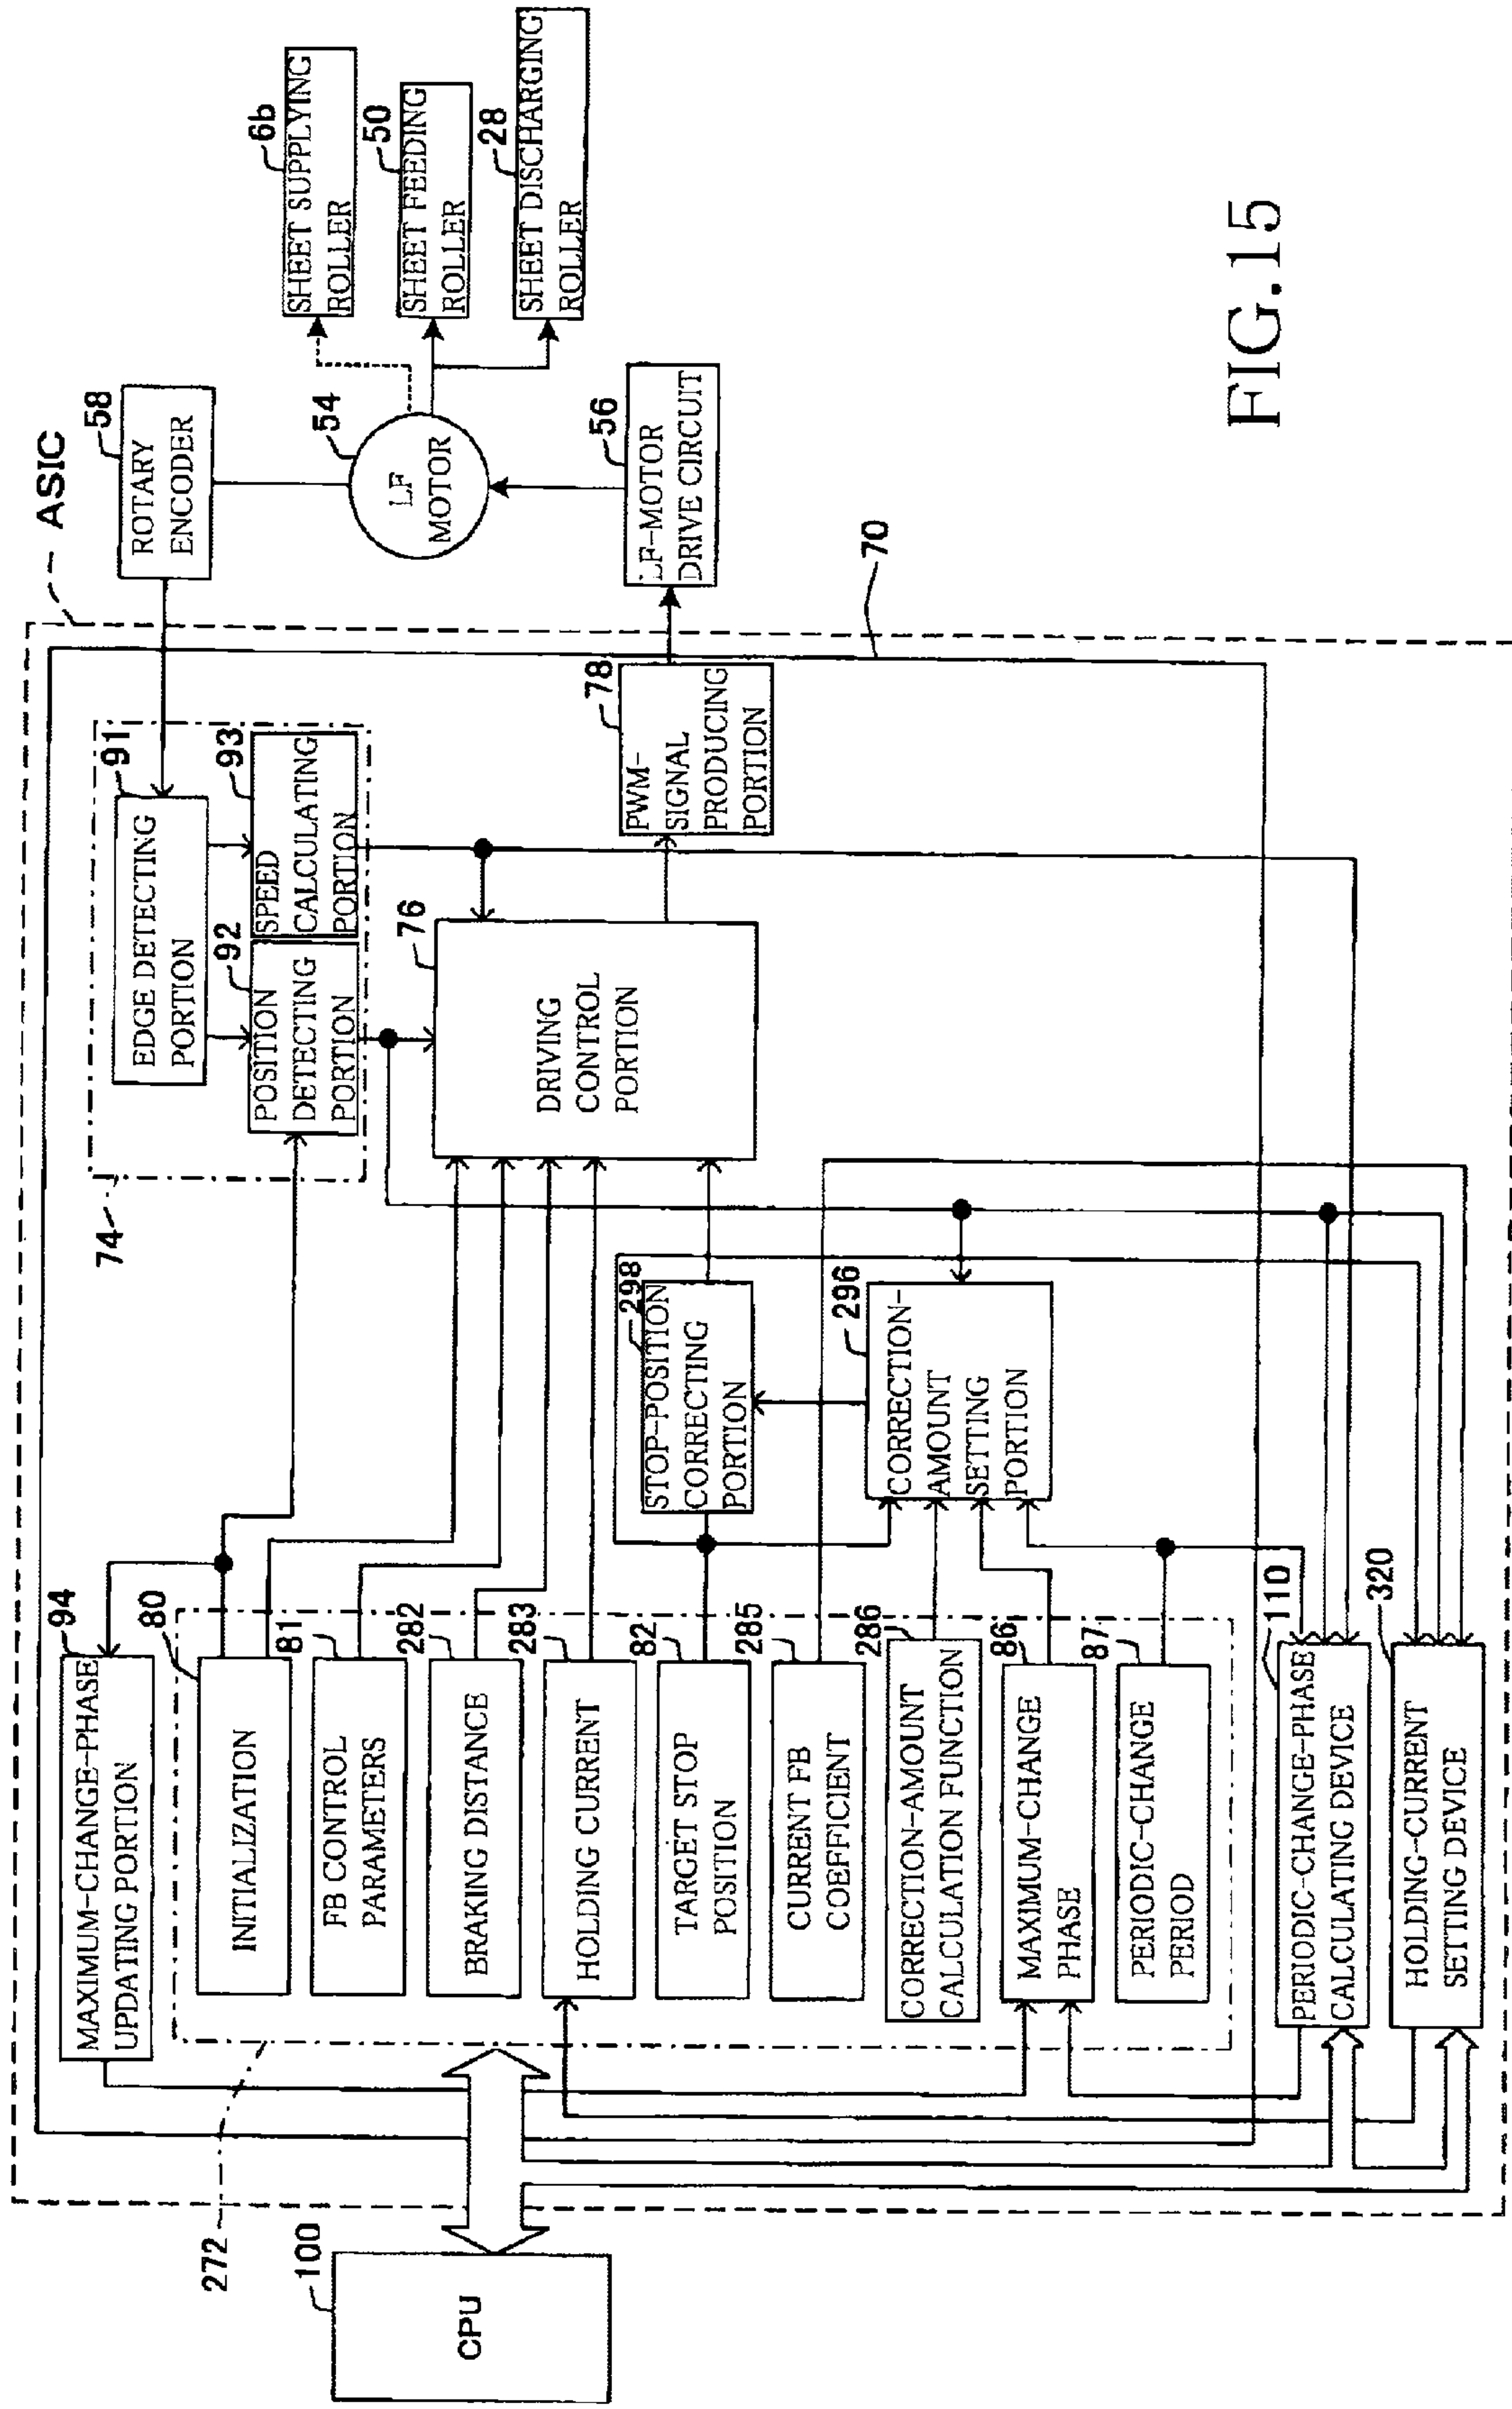 100
CPU
272
94
MAXIMUM-CHANGE-PHASE
UPDATING PORTION
80
INITIALIZATION
81
FB CONTROL
PARAMETERS
282
BRAKING DISTANCE
283
HOLDING CURRENT
82
TARGET STOP
POSITION
285
CURRENT FB
COEFFICIENT
286
CORRECTION-AMOUNT
CALCULATION FUNCTION
86
MAXIMUM-CHANGE
PHASE
87
PERIODIC-CHANGE
PERIOD
110
PERIODIC-CHANGE-PHASE
CALCULATING DEVICE
320
HOLDING-CURRENT
SETTING DEVICE
298
STOP-POSITION
CORRECTING
PORTION
296
CORRECTION-
AMOUNT
SETTING
PORTION
74
91
EDGE DETECTING
PORTION
92
POSITION
DETECTING
PORTION
93
SPEED
CALCULATING
PORTION
76
DRIVING
CONTROL
PORTION
78
PWM-
SIGNAL
PRODUCING
PORTION
70
ASIC
58
ROTARY
ENCODER
54
LF
MOTOR
56
LF-MOTOR
DRIVE CIRCUIT
6b
SHEET SUPPLYING
ROLLER
50
SHEET FEEDING
ROLLER
28
SHEET DISCHARGING
ROLLER
FIG.15